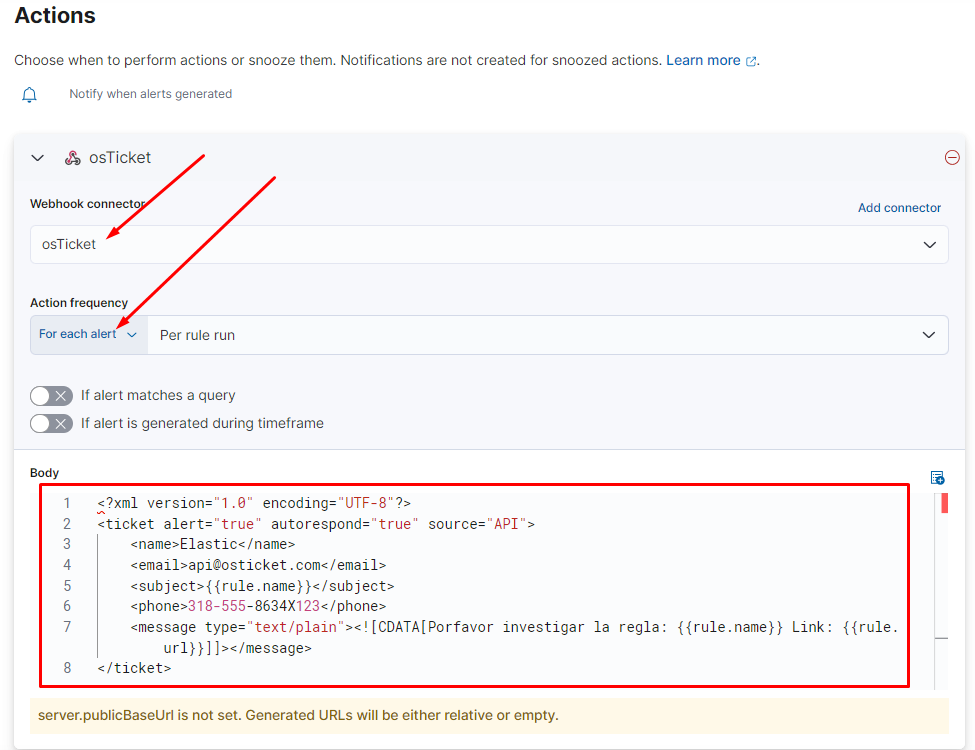 Actions
Choose when to perform actions or snooze them. Notifications are not created for snoozed actions. Learn more.
Notify when alerts generated
osTicket
Webhook connector
Add connector
osTicket
Action frequency
For each alert Per rule run
If alert matches a query
If alert is generated during timeframe
Body
1 <?xml version="1.0" encoding="UTF-8"?>
2 <ticket alert="true" autorespond="true" source="API">
3 <name>Elastic</name>
4 <email>api@osticket.com</email>
5 <subject>{{rule.name}}</subject>
6 <phone>318-555-8634X123</phone>
7 <message type="text/plain"><![CDATA[Porfavor investigar la regla: {{rule.name}} Link: {{rule.
url}}]]></message>
8 </ticket>
server.publicBaseUrl is not set. Generated URLs will be either relative or empty.